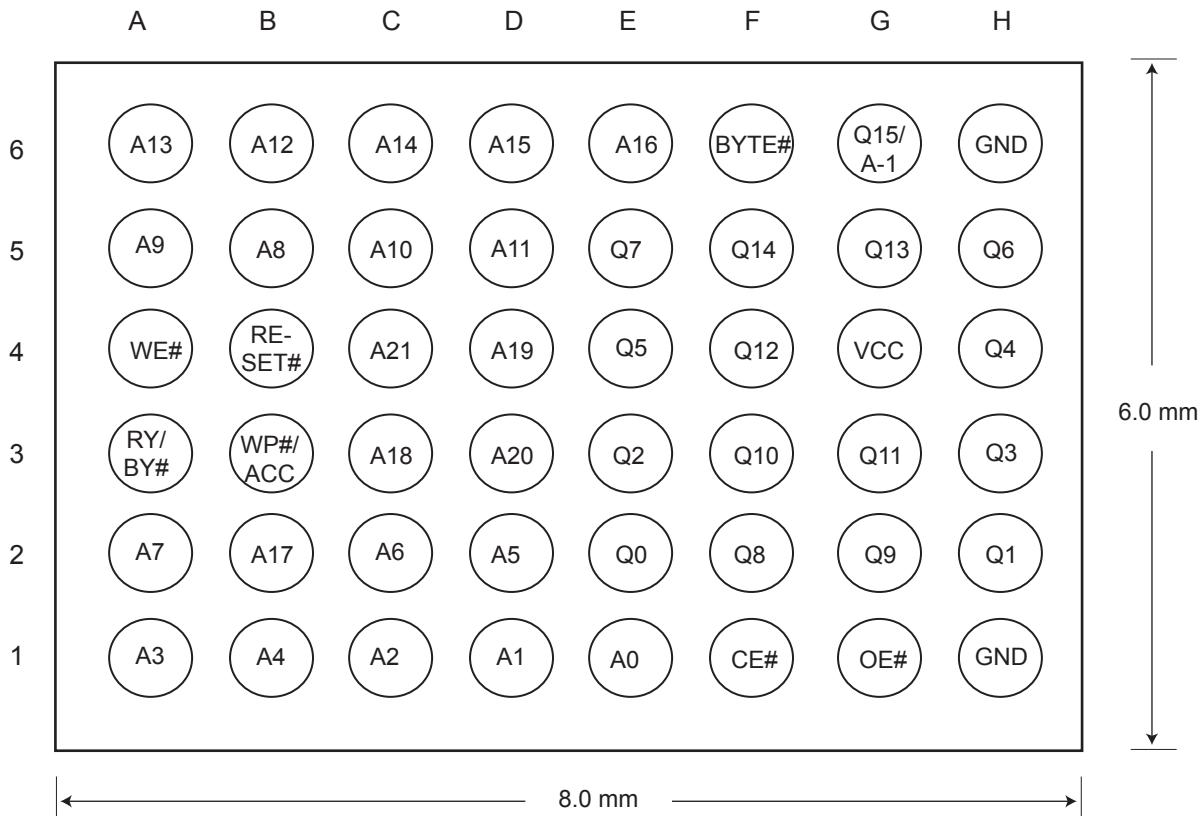 A B C D E F G H
6 A13 A12 A14 A15 A16 BYTE# Q15/ A-1 GND
5 A9 A8 A10 A11 Q7 Q14 Q13 Q6
4 WE# RE- SET# A21 A19 Q5 Q12 VCC Q4
3 RY/ BY# WP#/ ACC A18 A20 Q2 Q10 Q11 Q3
2 A7 A17 A6 A5 Q0 Q8 Q9 Q1
1 A3 A4 A2 A1 A0 CE# OE# GND
6.0 mm
8.0 mm